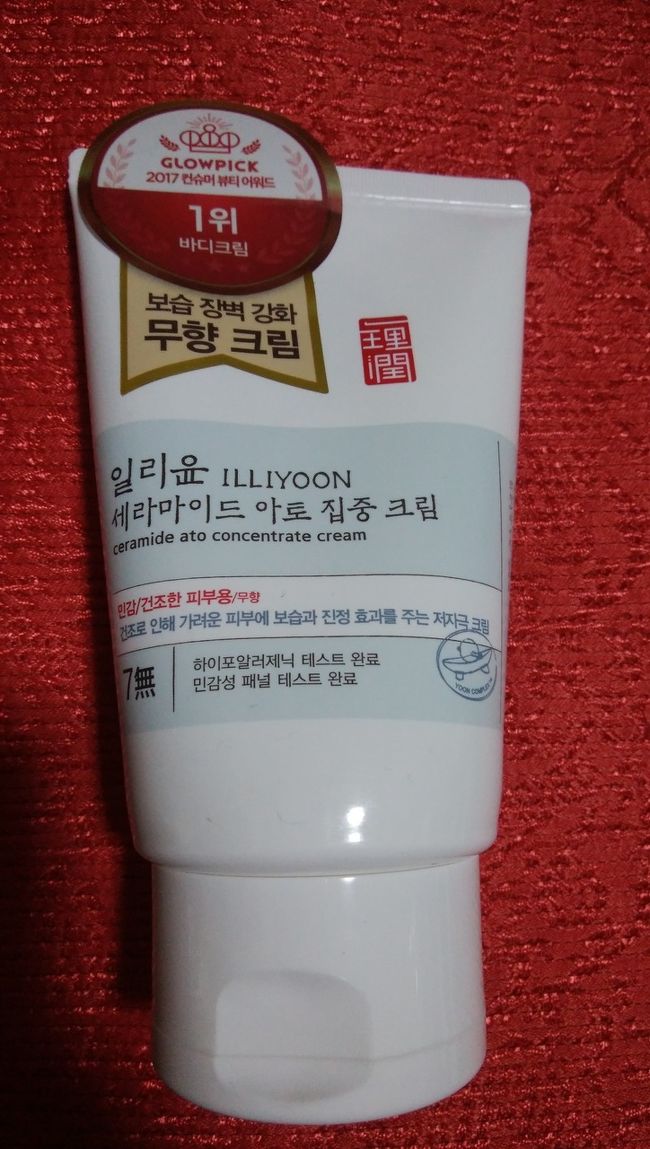 GLOWPICK
2017 컨슈머 뷰티 어워드
1위
바디크림
보습 장벽 강화
무향 크림
一理潤
일리윤 ILLIYOON
세라마이드 아토 집중 크림
ceramide ato concentrate cream
민감/건조한 피부용/무향
건조로 인해 가려운 피부에 보습과 진정 효과를 주는 저자극 크림
7無
하이포알러제닉 테스트 완료
민감성 패널 테스트 완료
YOON COMPLEX